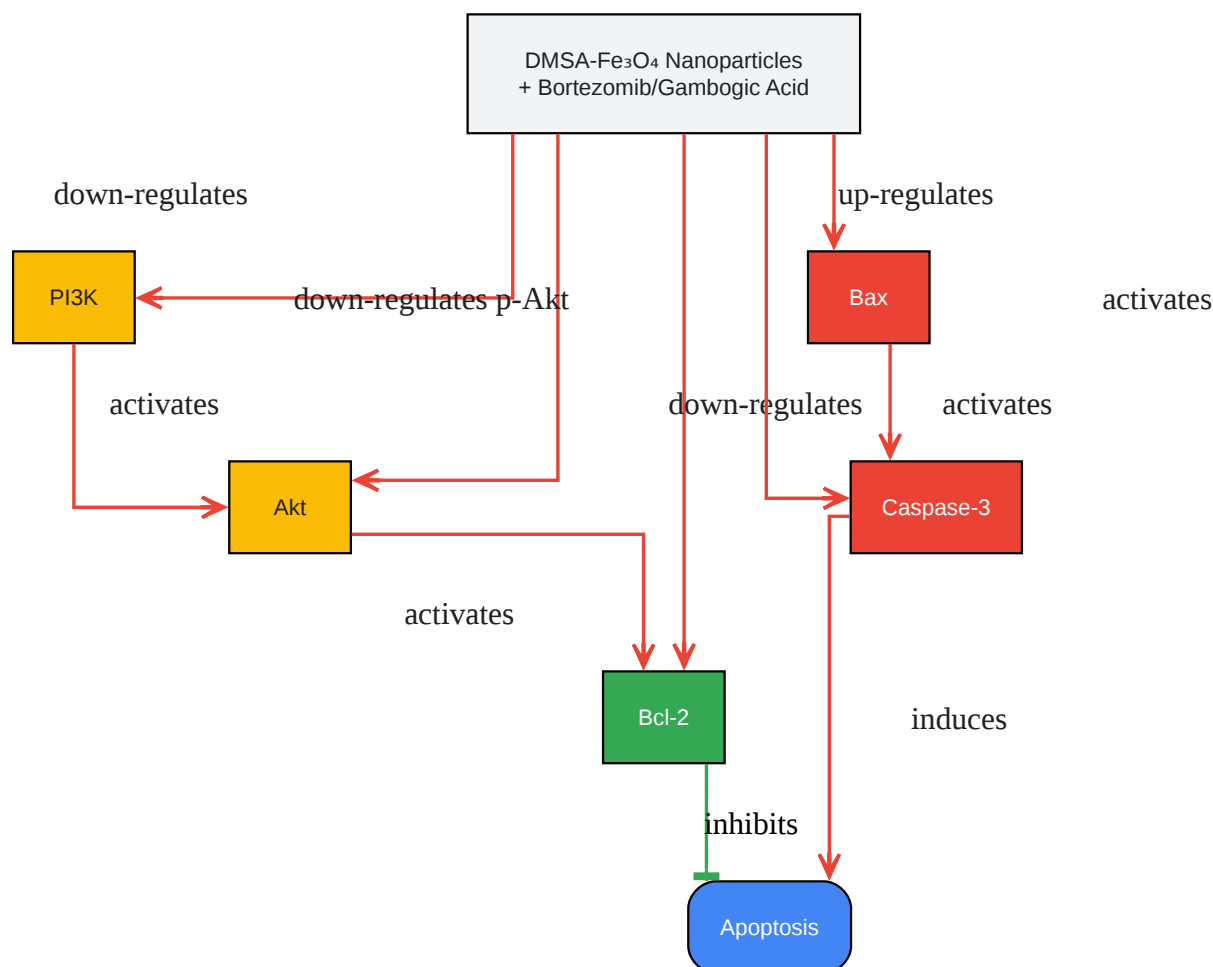 DMSA-Fe₃O₄ Nanoparticles
+ Bortezomib/Gambogic Acid
down-regulates
up-regulates
PI3K
down-regulates p-Akt
Bax
activates
activates
down-regulates
activates
Akt
Caspase-3
activates
Bcl-2
induces
inhibits
Apoptosis